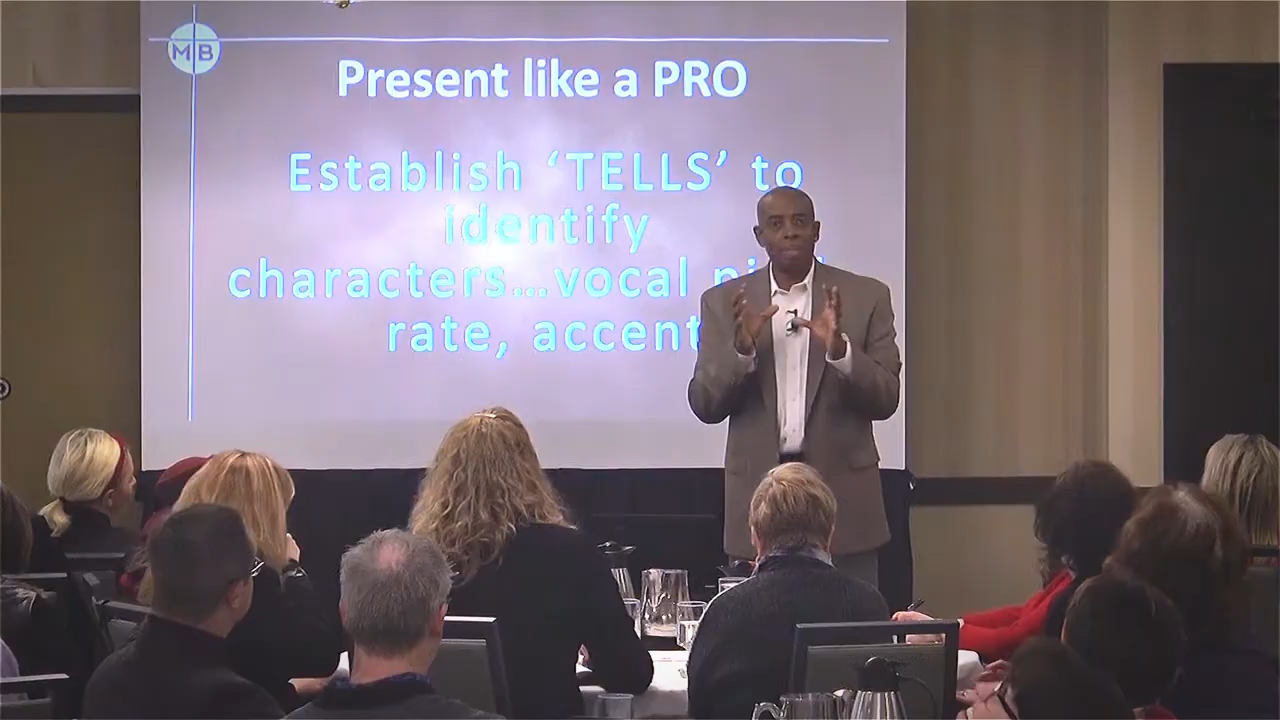 MB
Present like a PRO
Establish ‘TELLS’ to
identify
characters...vocal
rate, accent